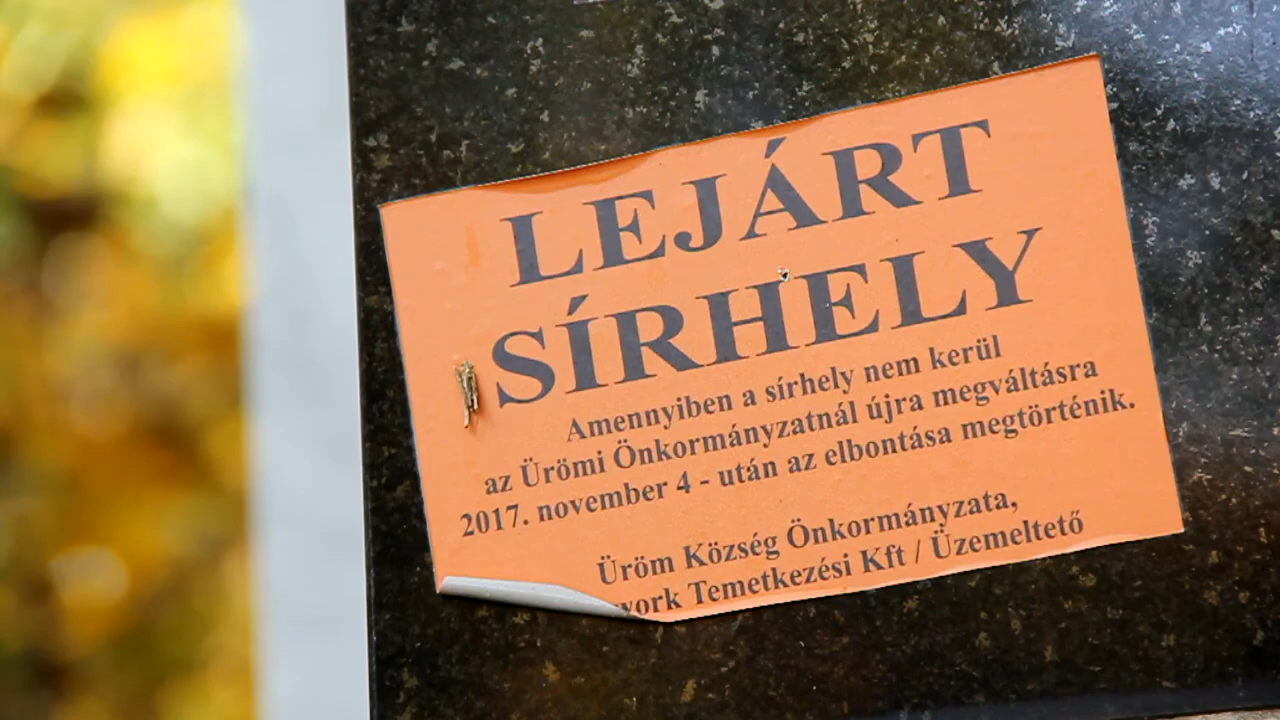 LEJÁRT
SÍRHELY
Amennyiben a sírhely nem kerül
az Ürömi Önkormányzatnál újra megváltásra
2017. november 4 - után az elbontása megtörténik.
Üröm Község Önkormányzata,
Temetkezési Kft / Üzemeltető